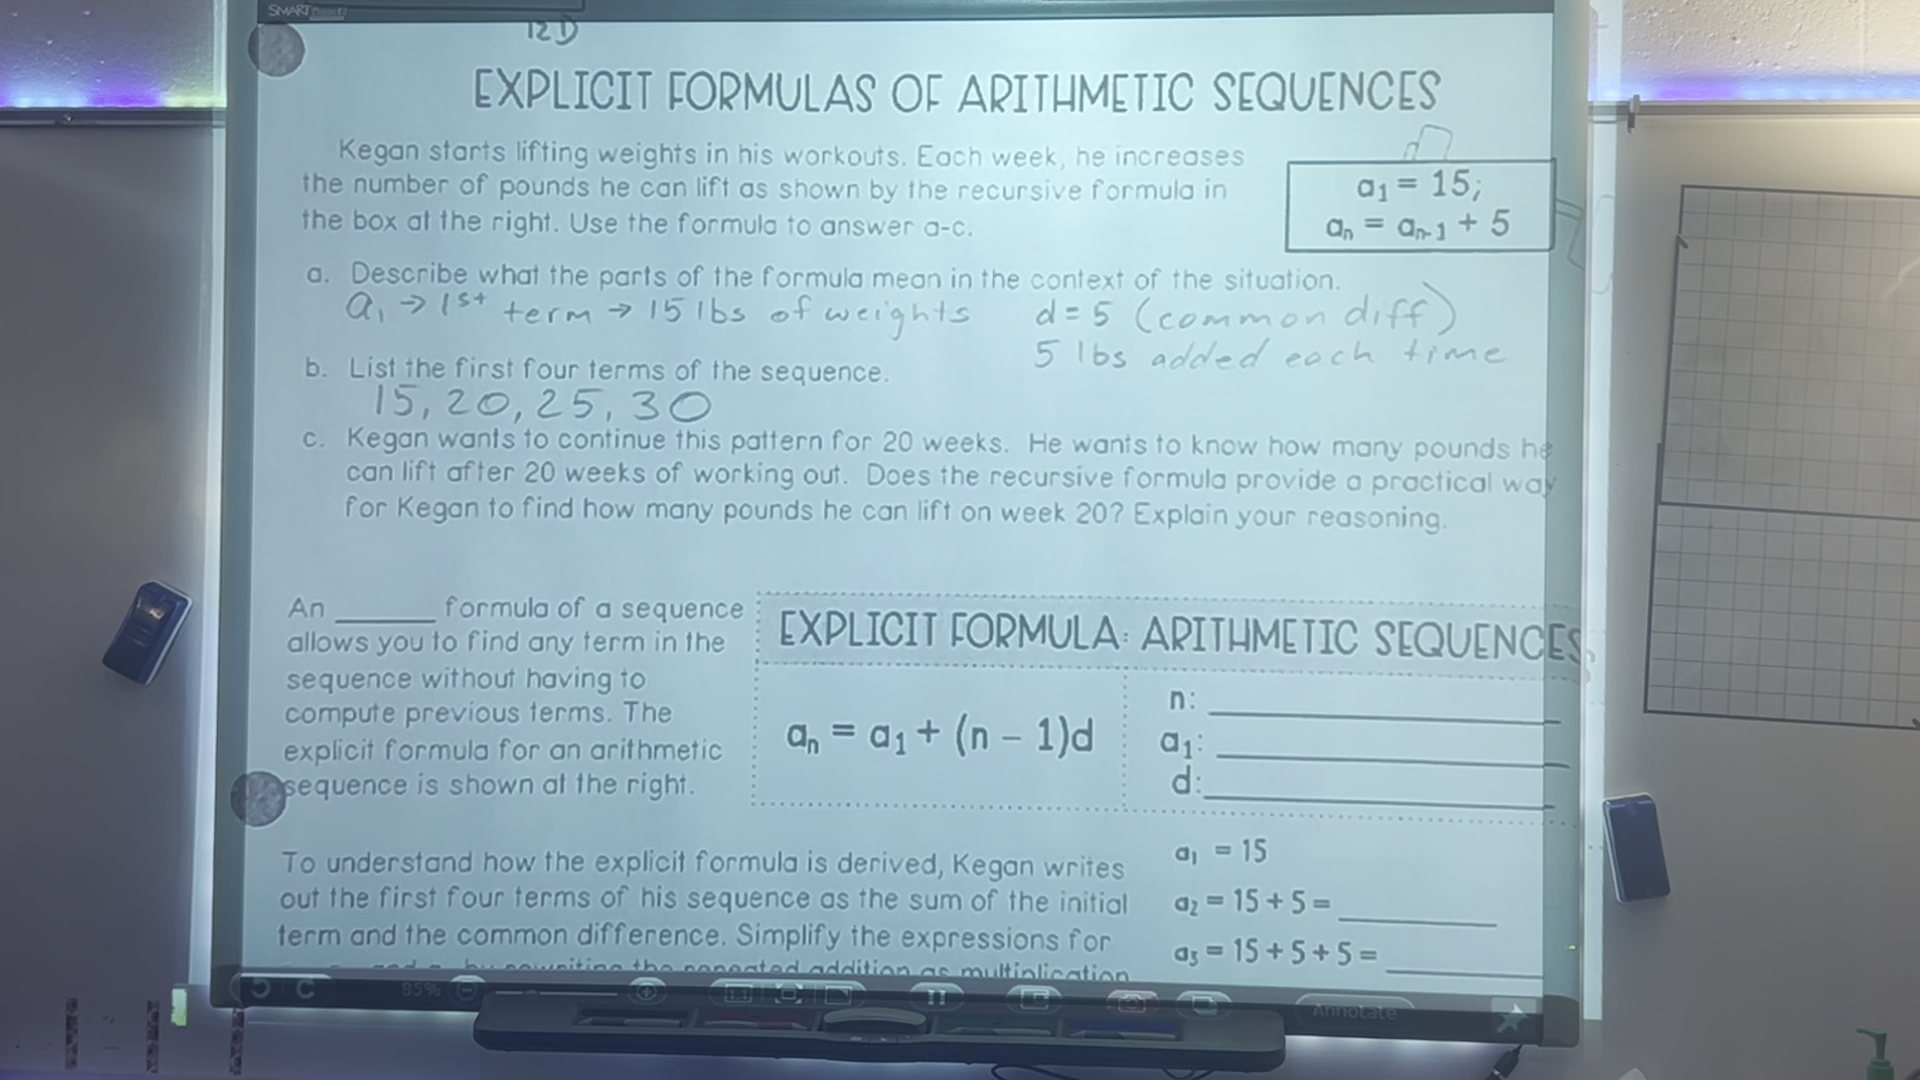 SMART
12D
EXPLICIT FORMULAS OF ARITHMETIC SEQUENCES
Kegan starts lifting weights in his workouts. Each week, he increases
the number of pounds he can lift as shown by the recursive formula in
the box at the right. Use the formula to answer a-c.
a₁ = 15;
aₙ = aₙ₋₁ + 5
a. Describe what the parts of the formula mean in the context of the situation.
a₁ → 1st term → 15 lbs of weights
d = 5 (common diff)
5 lbs added each time
b. List the first four terms of the sequence.
15, 20, 25, 30
c. Kegan wants to continue this pattern for 20 weeks. He wants to know how many pounds he
can lift after 20 weeks of working out. Does the recursive formula provide a practical way
for Kegan to find how many pounds he can lift on week 20? Explain your reasoning.
An ______ formula of a sequence
allows you to find any term in the
sequence without having to
compute previous terms. The
explicit formula for an arithmetic
sequence is shown at the right.
EXPLICIT FORMULA: ARITHMETIC SEQUENCES
aₙ = a₁ + (n - 1)d
n:
a₁:
d:
To understand how the explicit formula is derived, Kegan writes
out the first four terms of his sequence as the sum of the initial
term and the common difference. Simplify the expressions for
by rewriting the repeated addition as multiplication
a₁ = 15
a₂ = 15 + 5 =
a₃ = 15 + 5 + 5 =
85%
Annotate